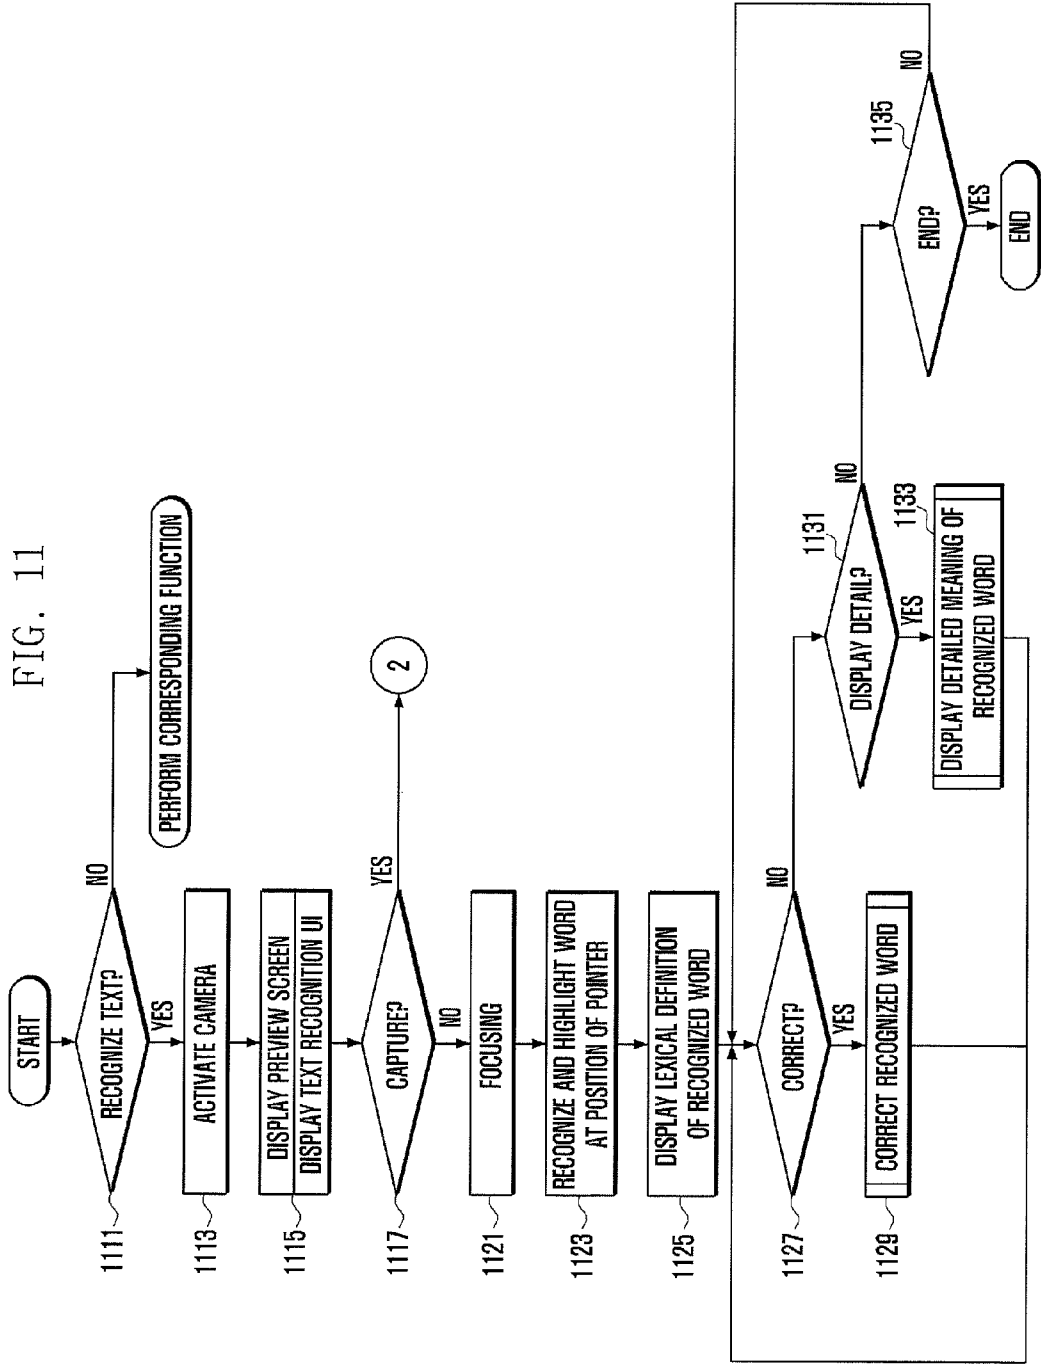 FIG. 11
START
1111
RECOGNIZE TEXT?
NO
YES
PERFORM CORRESPONDING FUNCTION
1113
ACTIVATE CAMERA
1115
DISPLAY PREVIEW SCREEN
DISPLAY TEXT RECOGNITION UI
1117
CAPTURE?
YES
2
NO
1121
FOCUSING
1123
RECOGNIZE AND HIGHLIGHT WORD
AT POSITION OF POINTER
1125
DISPLAY LEXICAL DEFINITION
OF RECOGNIZED WORD
1127
CORRECT?
NO
YES
1129
CORRECT RECOGNIZED WORD
1131
DISPLAY DETAIL?
NO
YES
1133
DISPLAY DETAILED MEANING OF
RECOGNIZED WORD
1135
END?
NO
YES
END